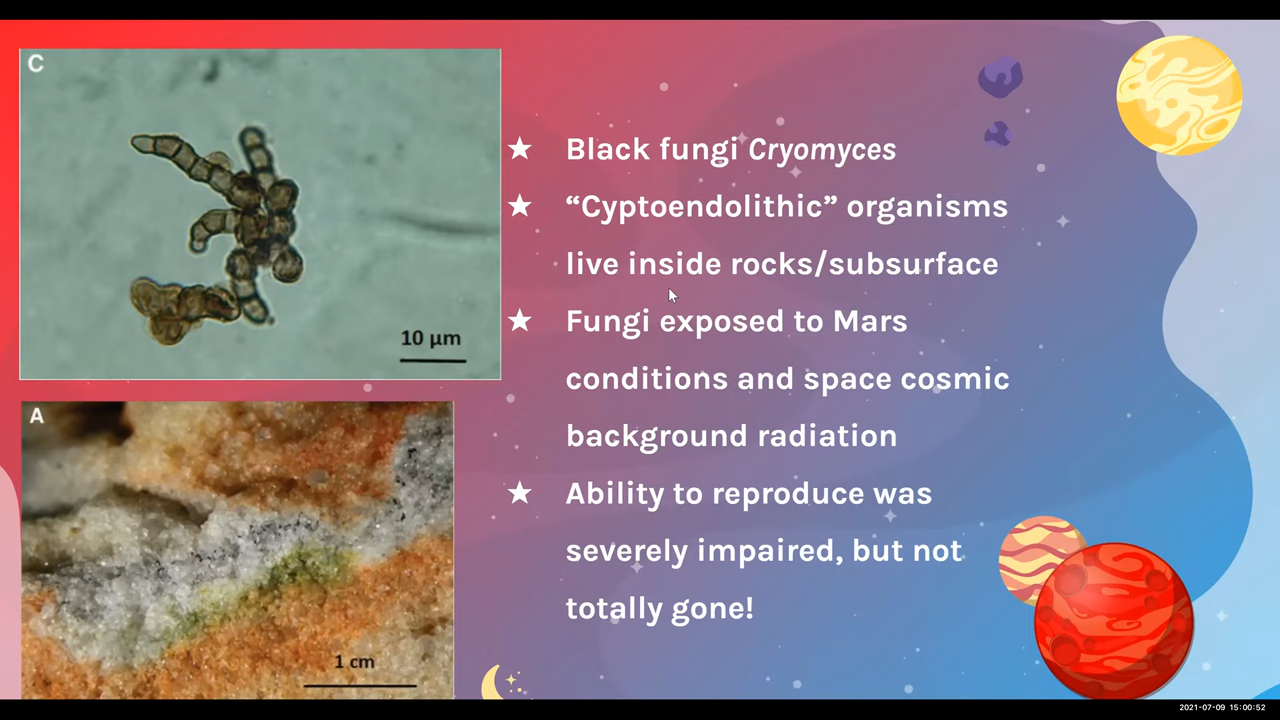 C
10 µm
A
1 cm
★ Black fungi Cryomyces
★ “Cyptoendolithic” organisms
live inside rocks/subsurface
★ Fungi exposed to Mars
conditions and space cosmic
background radiation
★ Ability to reproduce was
severely impaired, but not
totally gone!
2021-07-09 15:00:52